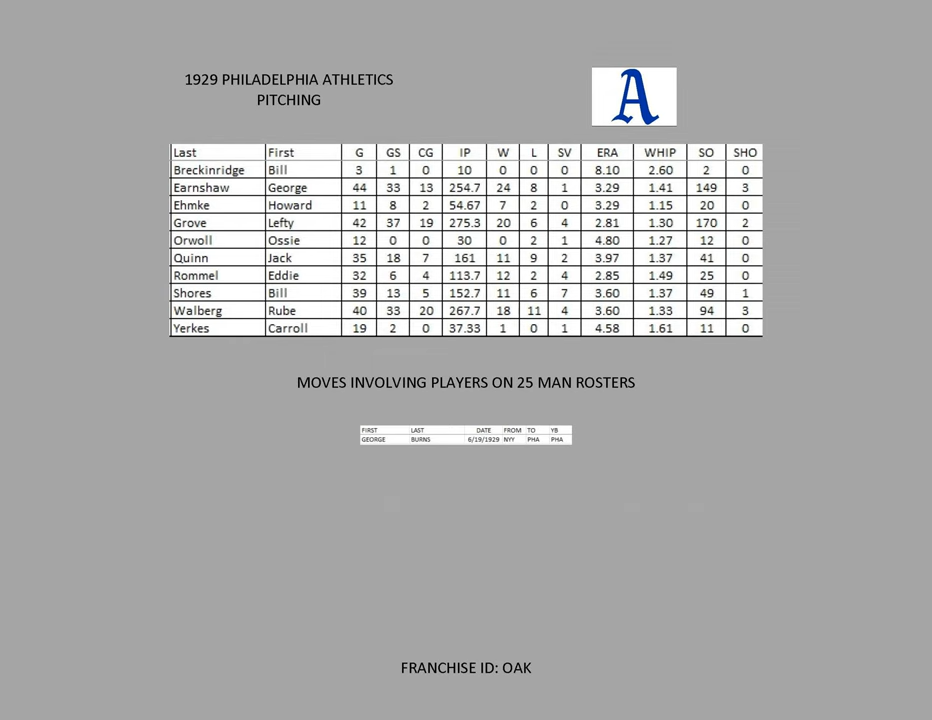 1929 PHILADELPHIA ATHLETICS
PITCHING
A
Last First G GS CG IP W L SV ERA WHIP SO SHO
Breckinridge Bill 3 1 0 10 0 0 0 8.10 2.60 2 0
Earnshaw George 44 33 13 254.7 24 8 1 3.29 1.41 149 3
Ehmke Howard 11 8 2 54.67 7 2 0 3.29 1.15 20 0
Grove Lefty 42 37 19 275.3 20 6 4 2.81 1.30 170 2
Orwoll Ossie 12 0 0 30 0 2 1 4.80 1.27 12 0
Quinn Jack 35 18 7 161 11 9 2 3.97 1.37 41 0
Rommel Eddie 32 6 4 113.7 12 2 4 2.85 1.49 25 0
Shores Bill 39 13 5 152.7 11 6 7 3.60 1.37 49 1
Walberg Rube 40 33 20 267.7 18 11 4 3.60 1.33 94 3
Yerkes Carroll 19 2 0 37.33 1 0 1 4.58 1.61 11 0
MOVES INVOLVING PLAYERS ON 25 MAN ROSTERS
FIRST LAST DATE FROM TO YB
GEORGE BURNS 6/19/1929 NYY PHA PHA
FRANCHISE ID: OAK